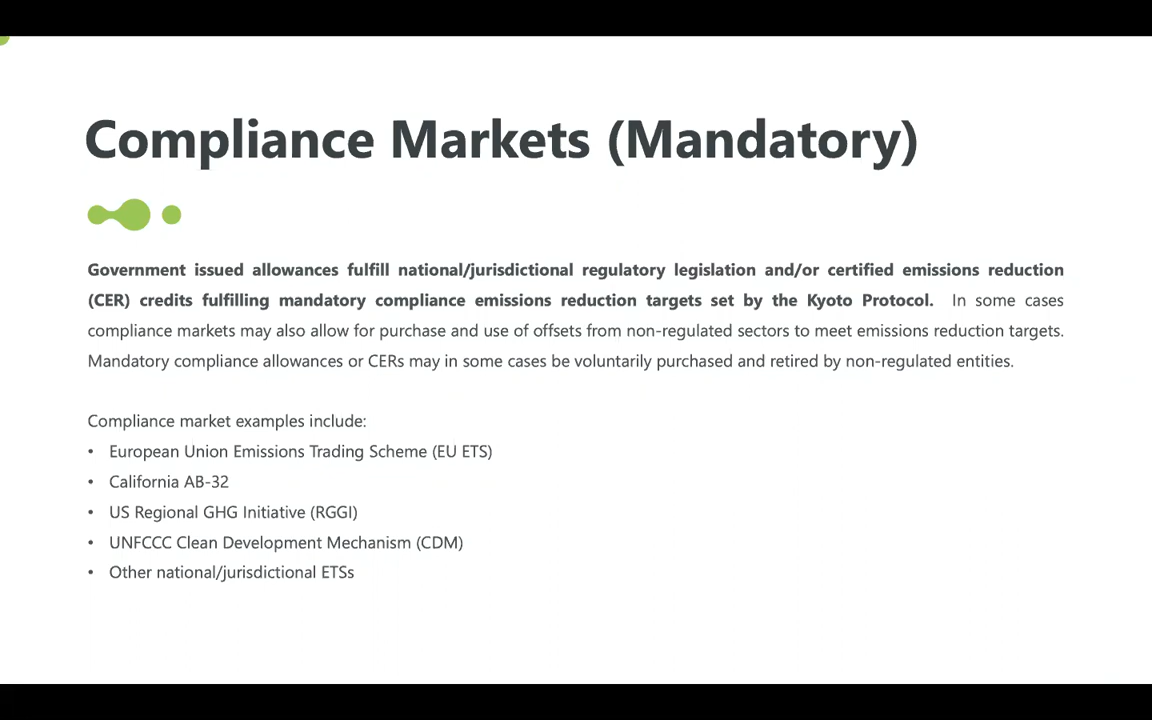 Compliance Markets (Mandatory)
Government issued allowances fulfill national/jurisdictional regulatory legislation and/or certified emissions reduction
(CER) credits fulfilling mandatory compliance emissions reduction targets set by the Kyoto Protocol. In some cases
compliance markets may also allow for purchase and use of offsets from non-regulated sectors to meet emissions reduction targets.
Mandatory compliance allowances or CERs may in some cases be voluntarily purchased and retired by non-regulated entities.
Compliance market examples include:
• European Union Emissions Trading Scheme (EU ETS)
• California AB-32
• US Regional GHG Initiative (RGGI)
• UNFCCC Clean Development Mechanism (CDM)
• Other national/jurisdictional ETSs